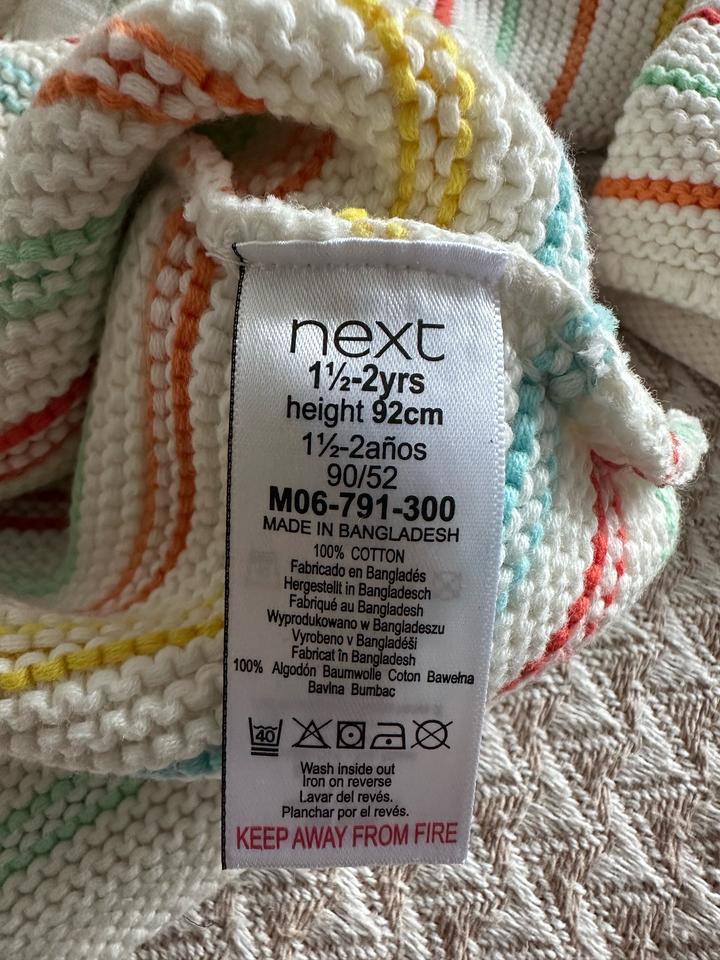 next
1½-2yrs
height 92cm
1½-2años
90/52
M06-791-300
MADE IN BANGLADESH
100% COTTON
Fabricado en Bangladés
Hergestellt in Bangladesch
Fabriqué au Bangladesh
Wyprodukowano w Bangladeszu
Vyrobeno v Bangladéši
Fabricat în Bangladesh
100% Algodón Baumwolle Coton Bawełna
Bavlna Bumbac
40
Wash inside out
Iron on reverse
Lavar del revés.
Planchar por el revés.
KEEP AWAY FROM FIRE